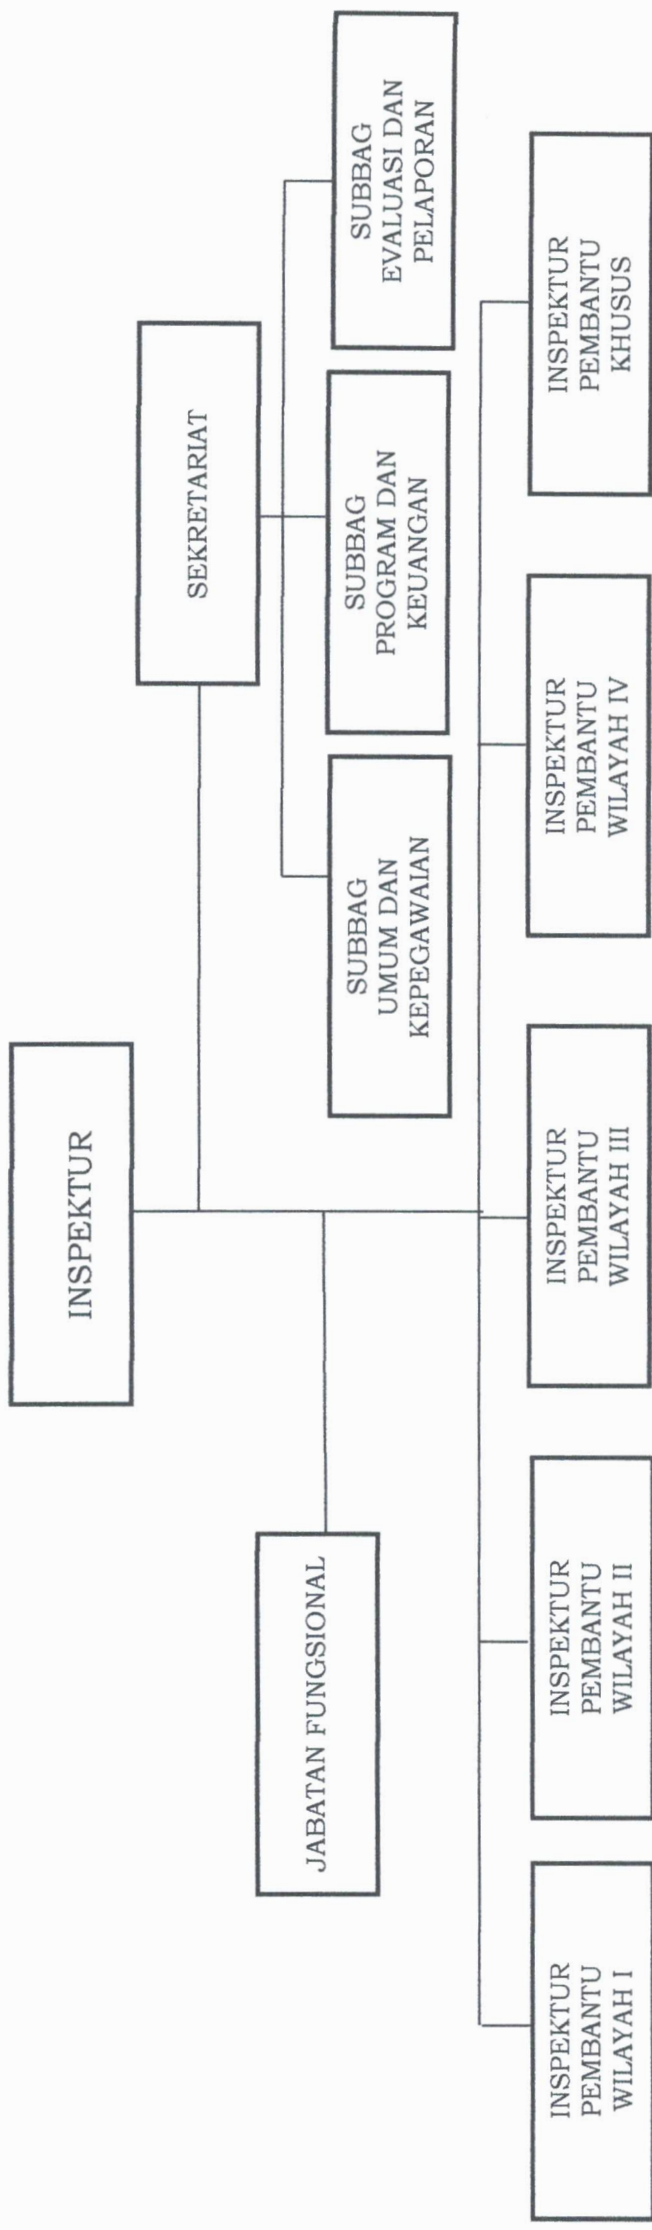 INSPEKTUR
SEKRETARIAT
JABATAN FUNGSIONAL
SUBBAG
UMUM DAN
KEPEGAWAIAN
SUBBAG
PROGRAM DAN
KEUANGAN
SUBBAG
EVALUASI DAN
PELAPORAN
INSPEKTUR
PEMBANTU
WILAYAH I
INSPEKTUR
PEMBANTU
WILAYAH II
INSPEKTUR
PEMBANTU
WILAYAH III
INSPEKTUR
PEMBANTU
WILAYAH IV
INSPEKTUR
PEMBANTU
KHUSUS